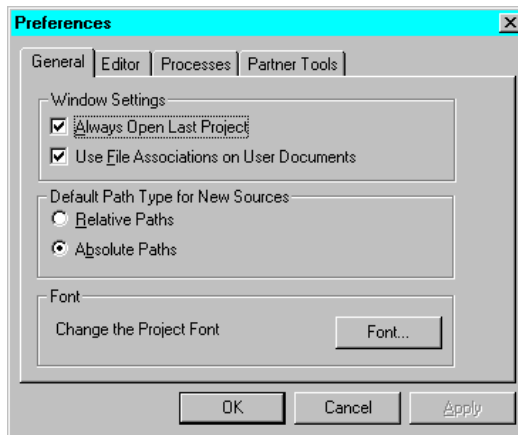 Preferences
General Editor Processes Partner Tools
Window Settings
Always Open Last Project
Use File Associations on User Documents
Default Path Type for New Sources
Relative Paths
Absolute Paths
Font
Change the Project Font Font...
OK Cancel Apply